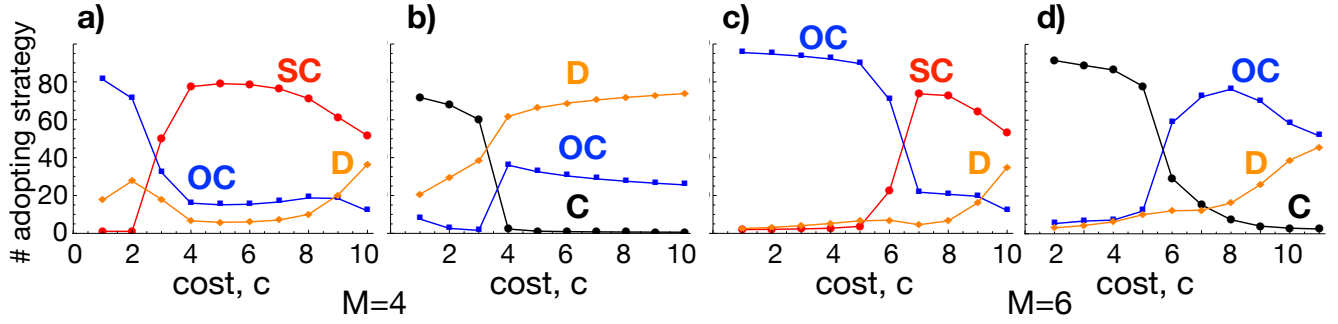 a) b) c) d)
# adopting strategy
80
60
40
20
0
SC
OC
D
D
OC
C
OC
SC
D
OC
D
C
0 2 4 6 8 10
2 4 6 8 10
0 2 4 6 8 10
2 4 6 8 10
cost, c cost, c cost, c cost, c
M=4 M=6